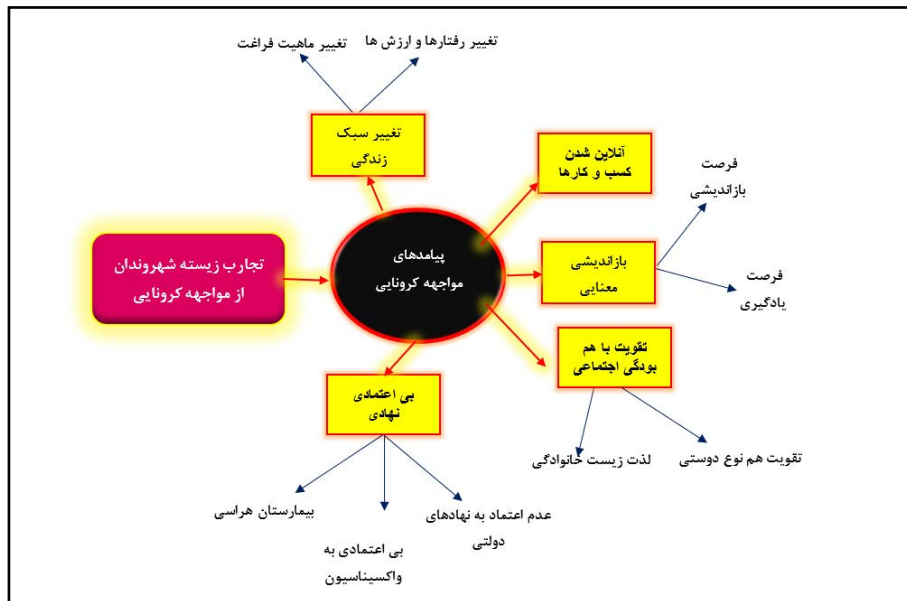 تغییر رفتارها و ارزش ها
تغییر ماهیت فراغت
تغییر سبک
زندگی
آنلاین شدن
کسب و کارها
فرصت
بازاندیشی
بازاندیشی
معنایی
فرصت
یادگیری
پیامدهای
مواجهه کرونایی
تجارب زیسته شهروندان
از مواجهه کرونایی
تقویت با هم
بودگی اجتماعی
بی اعتمادی
نهادی
تقویت هم نوع دوستی
لذت زیست خانوادگی
عدم اعتماد به نهادهای
دولتی
بی اعتمادی به
واکسیناسیون
بیمارستان هراسی